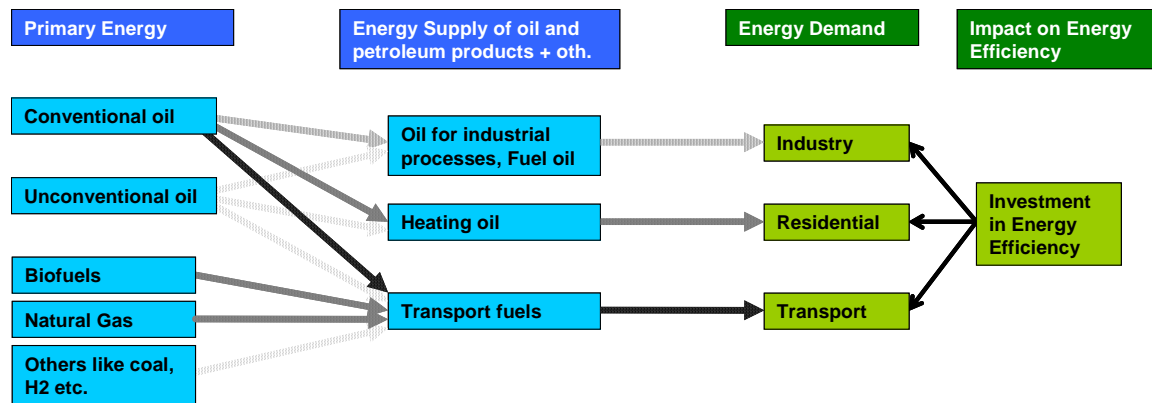 Primary Energy
Energy Supply of oil and
petroleum products + oth.
Energy Demand
Impact on Energy
Efficiency
Conventional oil
Unconventional oil
Biofuels
Natural Gas
Others like coal,
H2 etc.
Oil for industrial
processes, Fuel oil
Heating oil
Transport fuels
Industry
Residential
Transport
Investment
in Energy
Efficiency